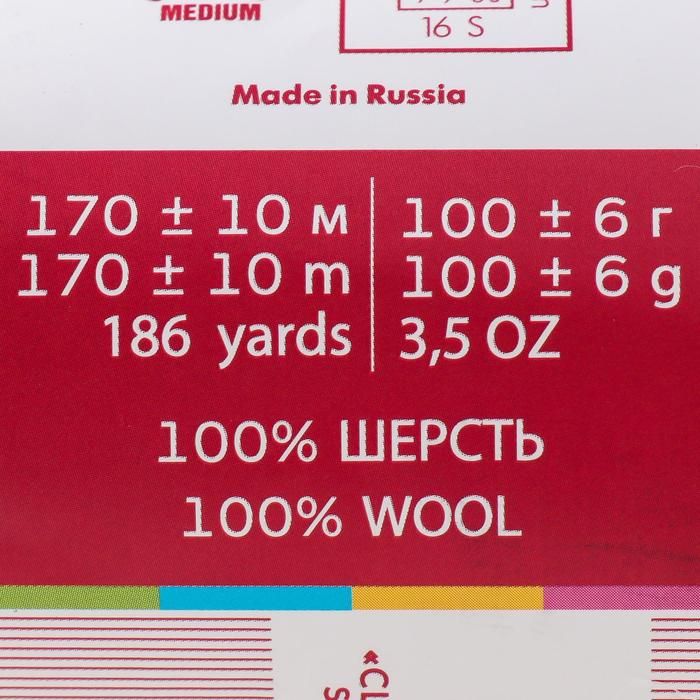 MEDIUM
16 S
Made in Russia
170 ± 10 м
170 ± 10 m
186 yards
100 ± 6 г
100 ± 6 g
3,5 OZ
100% ШЕРСТЬ
100% WOOL